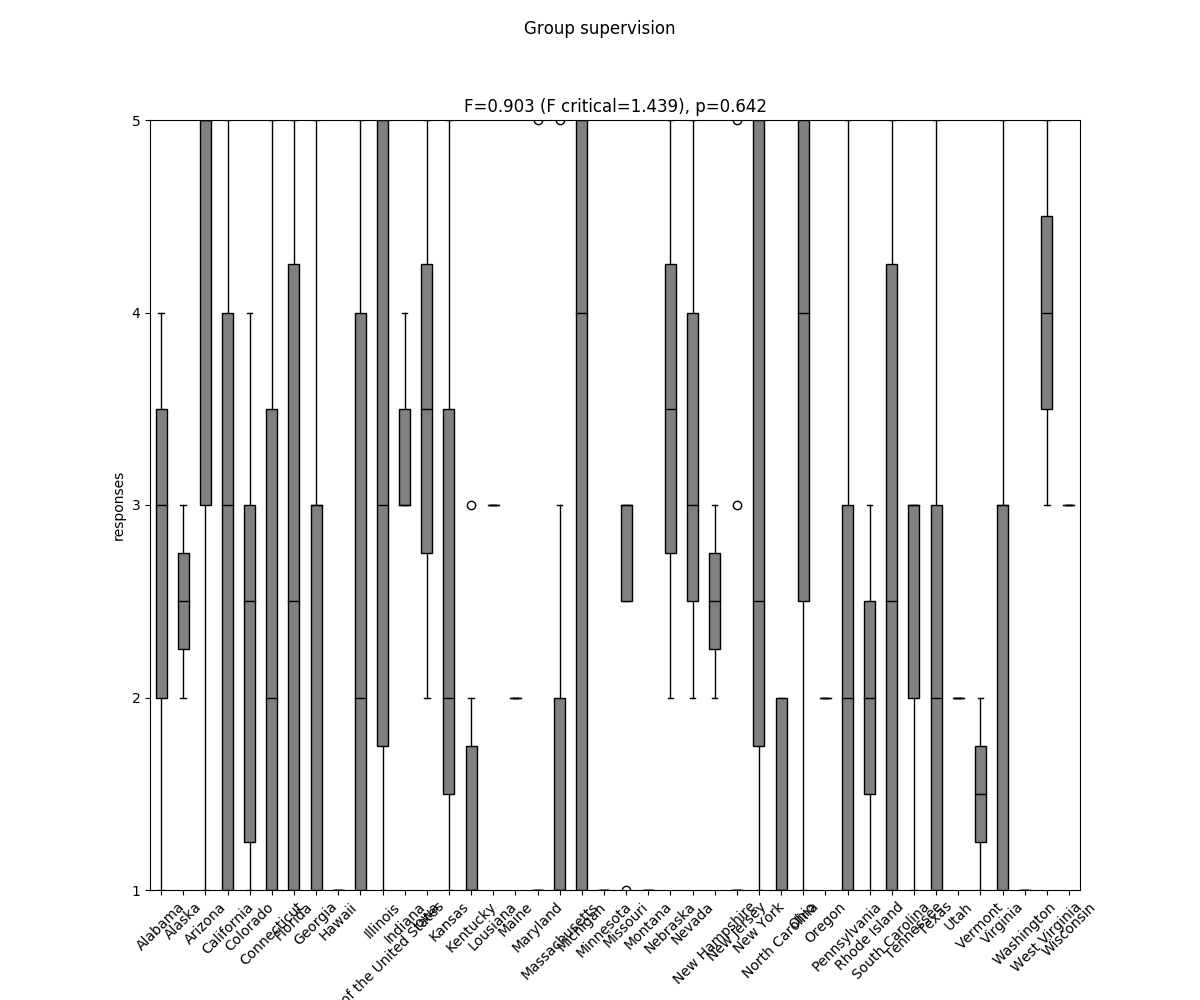 Group supervision
F=0.903 (F critical=1.439), p=0.642
5
4
3
2
1
responses
Alabama
Alaska
Arizona
California
Colorado
Connecticut
Florida
Georgia
Hawaii
of the United States
Illinois
Indiana
Iowa
Kansas
Kentucky
Lousiana
Maine
Maryland
Massachusetts
Michigan
Minnesota
Missouri
Montana
Nebraska
Nevada
New Hampshire
New Jersey
New York
North Carolina
Ohio
Oregon
Pennsylvania
Rhode Island
South Carolina
Tennessee
Texas
Utah
Vermont
Virginia
Washington
West Virginia
Wisconsin